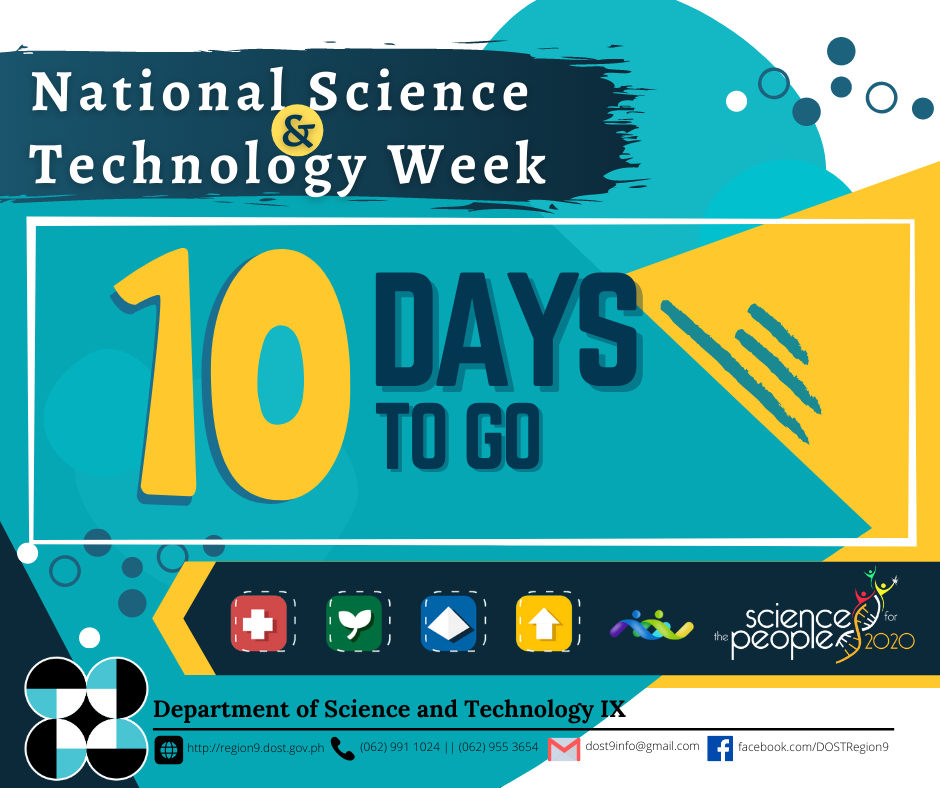 National Science
&
Technology Week
10 DAYS
TO GO
science for
the people 2020
Department of Science and Technology IX
http://region9.dost.gov.ph (062) 991 1024 || (062) 955 3654 dost9info@gmail.com facebook.com/DOSTRegion9